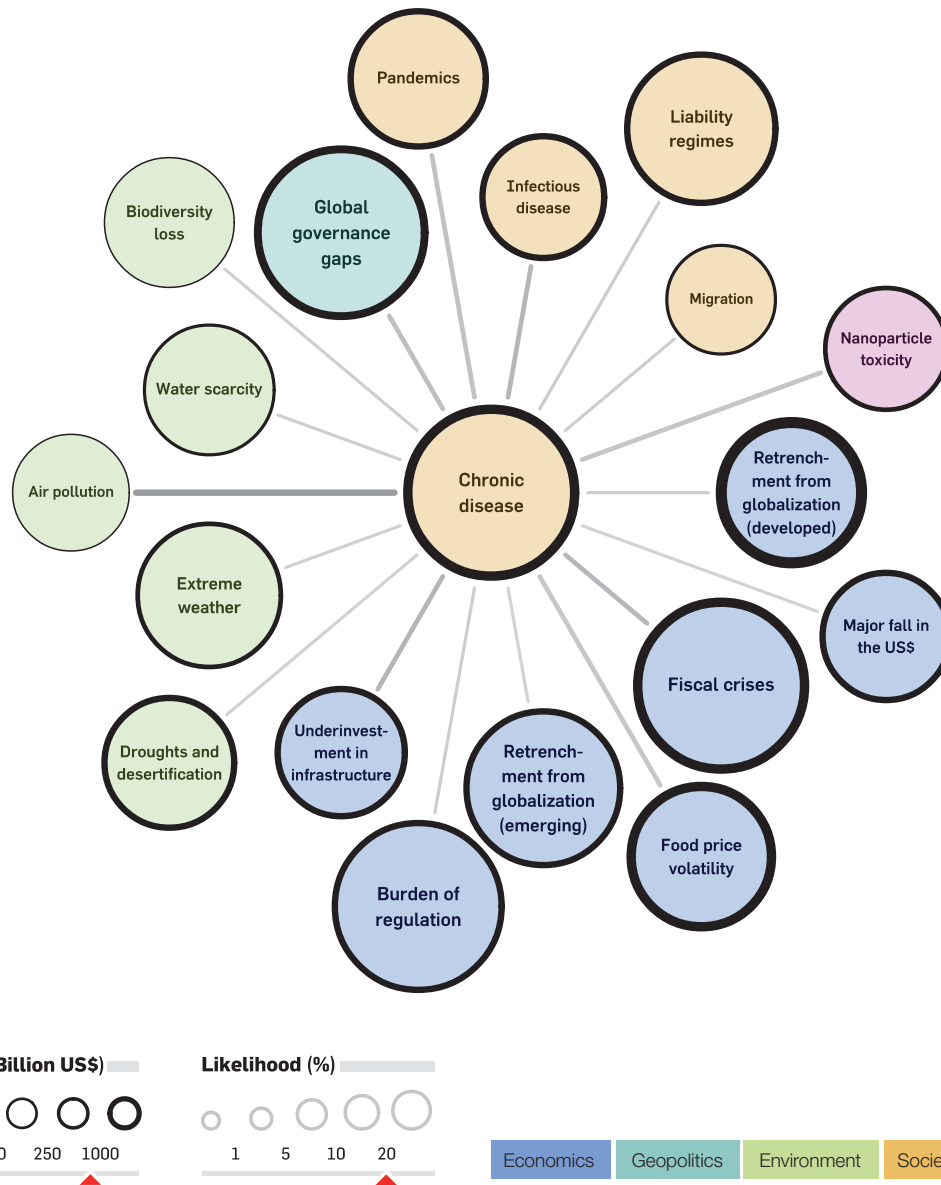 Pandemics
Liability
regimes
Infectious
disease
Biodiversity
loss
Global
governance
gaps
Migration
Nanoparticle
toxicity
Water scarcity
Air pollution
Chronic
disease
Retrench-
ment from
globalization
(developed)
Extreme
weather
Major fall in
the US$
Fiscal crises
Droughts and
desertification
Underinvest-
ment in
infrastructure
Retrench-
ment from
globalization
(emerging)
Food price
volatility
Burden of
regulation
Billion US$)
Likelihood (%)
0 250 1000
1 5 10 20
Economics Geopolitics Environment Socie